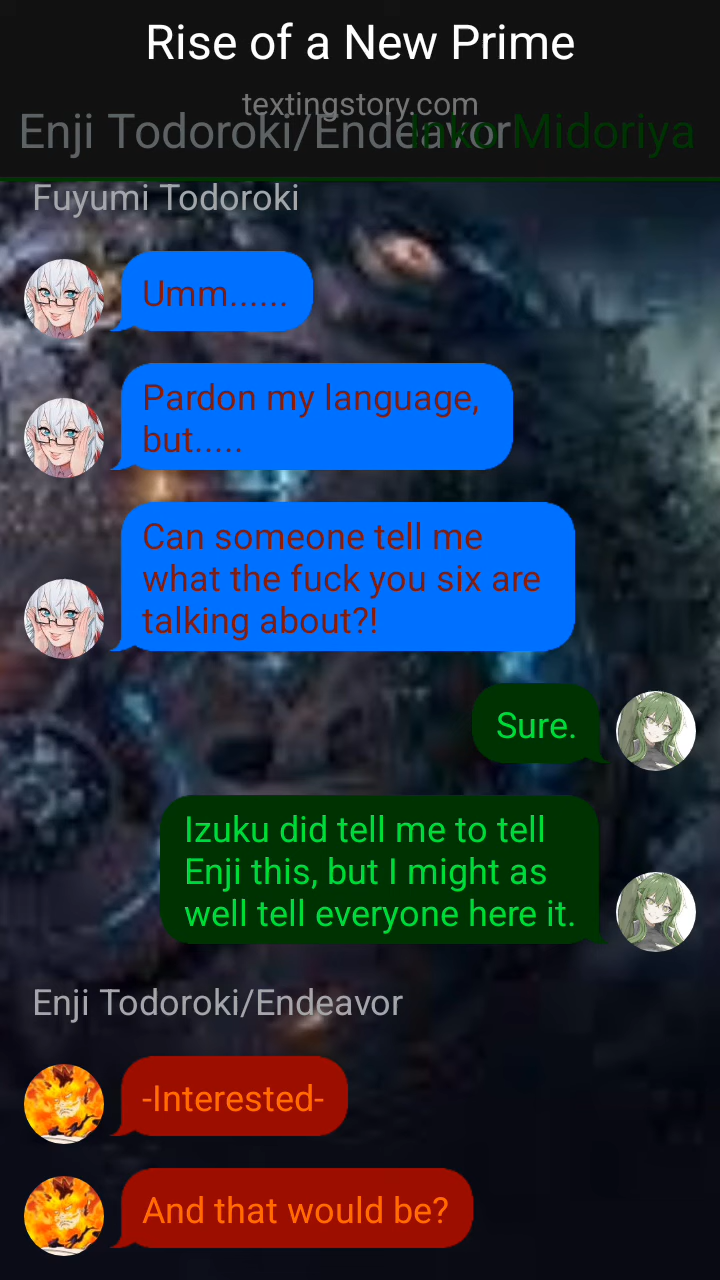 Rise of a New Prime
textingstory.com
Enji Todoroki/Endeavor Inko Midoriya
Fuyumi Todoroki
Umm......
Pardon my language,
but.....
Can someone tell me
what the fuck you six are
talking about?!
Sure.
Izuku did tell me to tell
Enji this, but I might as
well tell everyone here it.
Enji Todoroki/Endeavor
-Interested-
And that would be?